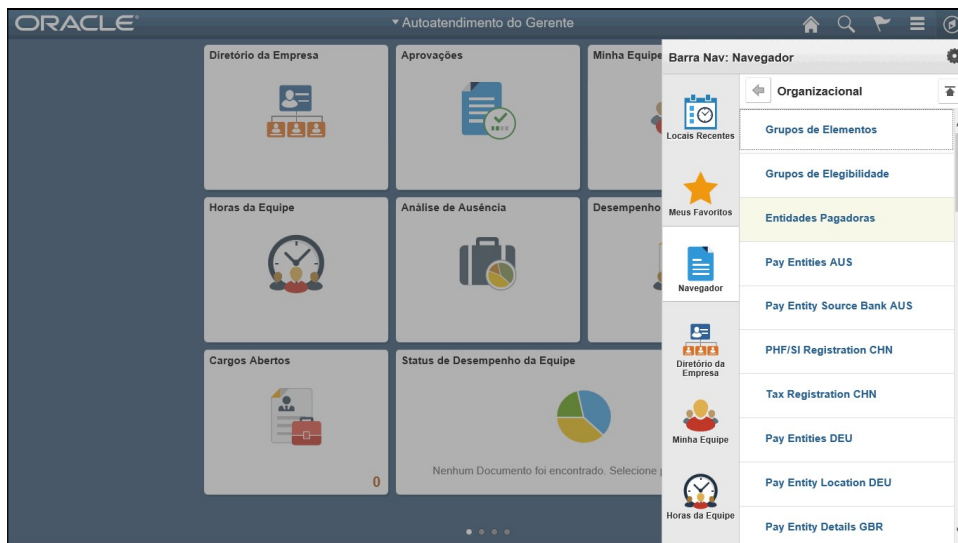 ORACLE
Autoatendimento do Gerente
Diretório da Empresa
Aprovações
Minha Equipe
Horas da Equipe
Análise de Ausência
Desempenho
Cargos Abertos
0
Status de Desempenho da Equipe
Nenhum Documento foi encontrado. Selecione
Barra Nav: Navegador
Locais Recentes
Meus Favoritos
Navegador
Diretório da
Empresa
Minha Equipe
Horas da Equipe
Organizacional
Grupos de Elementos
Grupos de Elegibilidade
Entidades Pagadoras
Pay Entities AUS
Pay Entity Source Bank AUS
PHF/SI Registration CHN
Tax Registration CHN
Pay Entities DEU
Pay Entity Location DEU
Pay Entity Details GBR